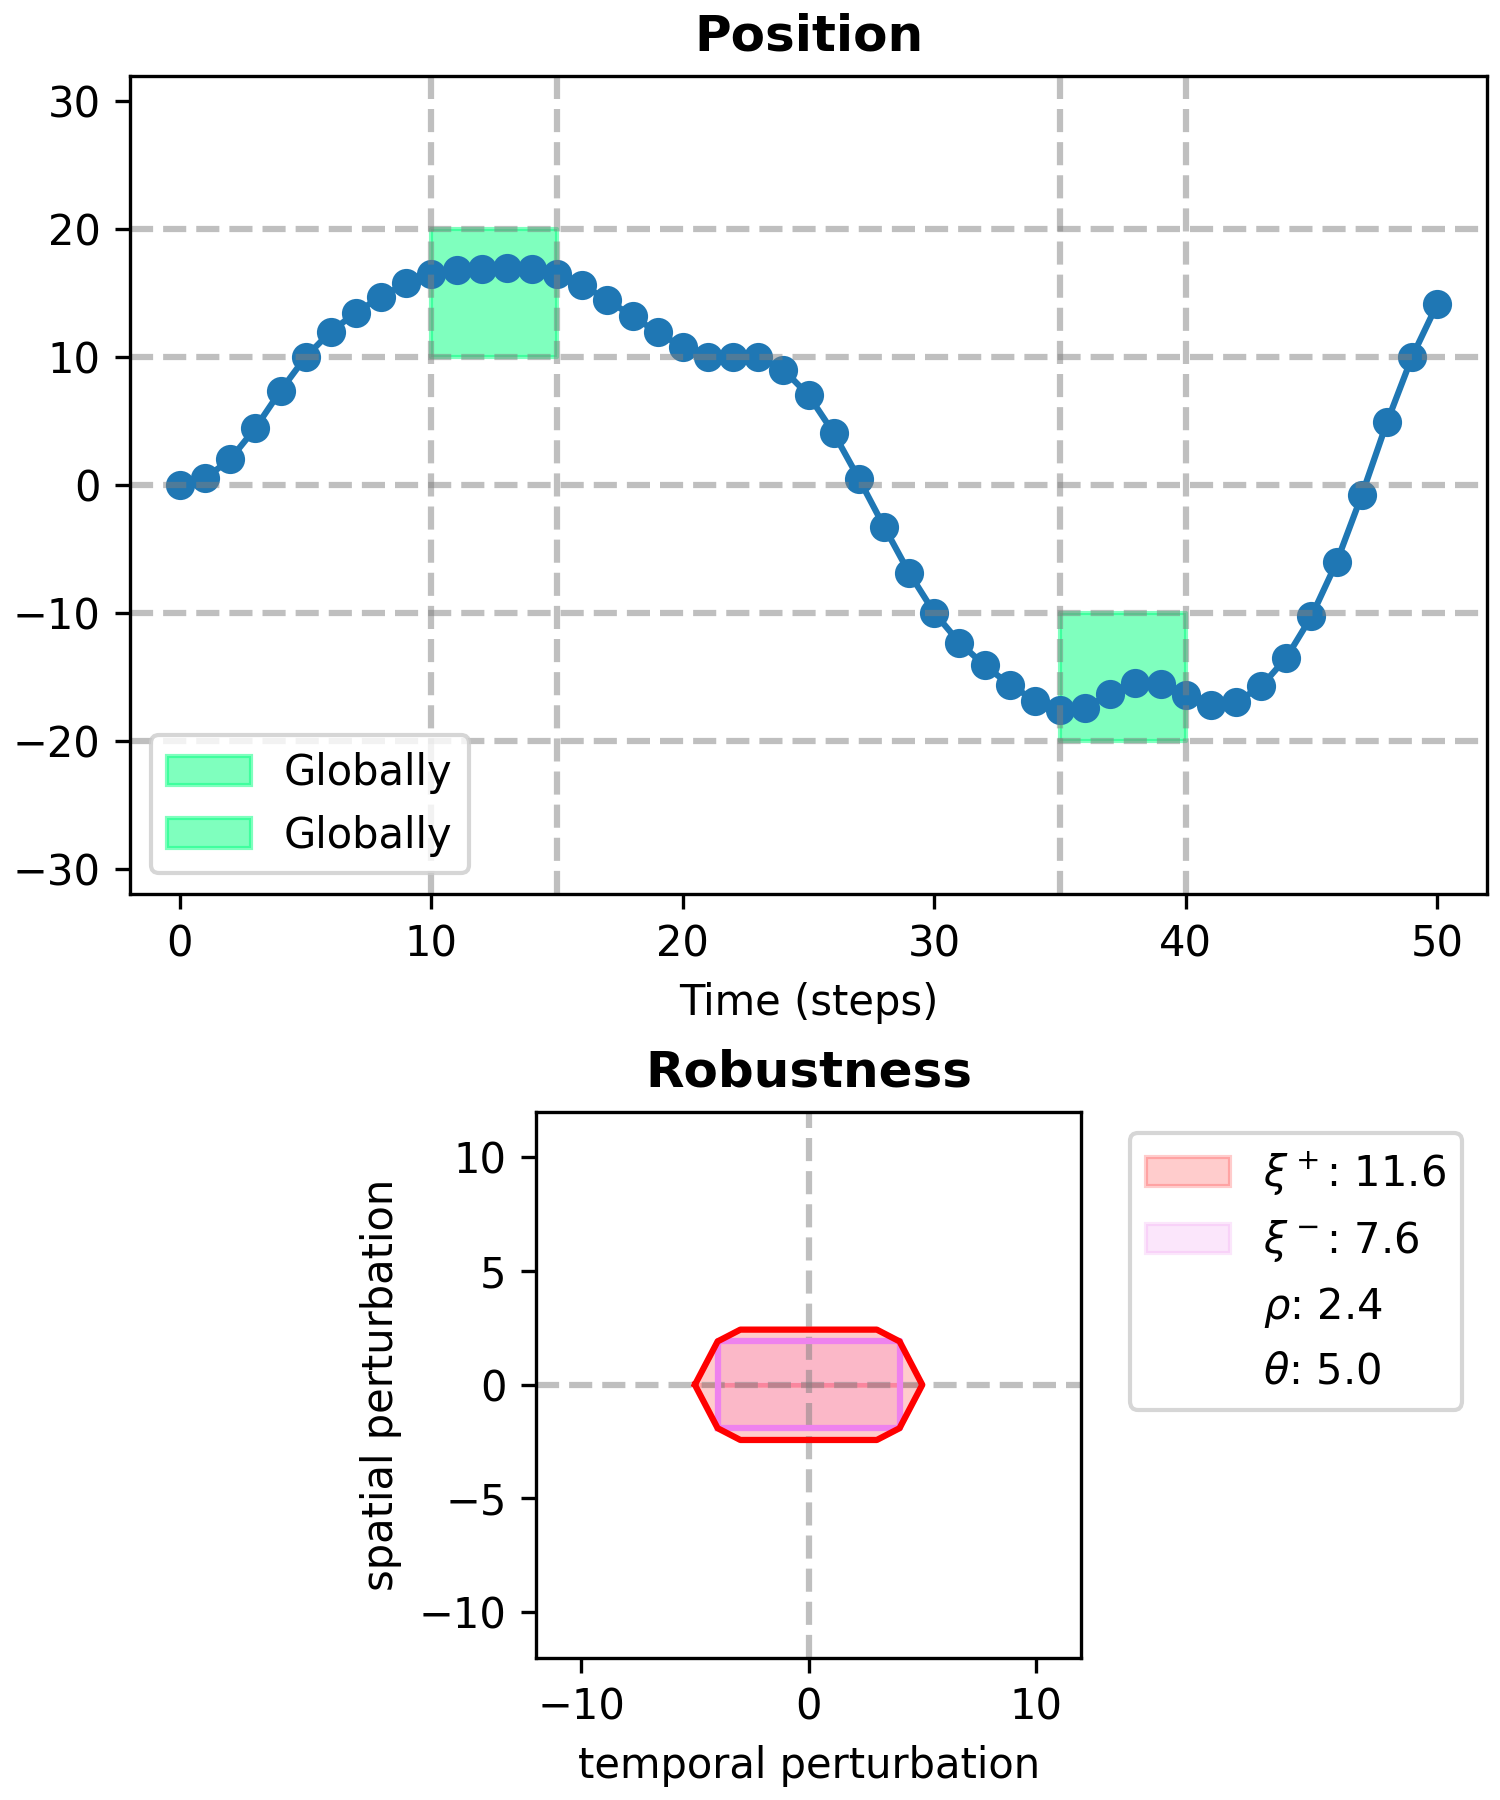 Position
30
20
10
0
−10
−20
−30
Globally
Globally
0 10 20 30 40 50
Time (steps)
Robustness
10
5
0
−5
−10
spatial perturbation
−10 0 10
temporal perturbation
ξ⁺: 11.6
ξ⁻: 7.6
ρ: 2.4
θ: 5.0